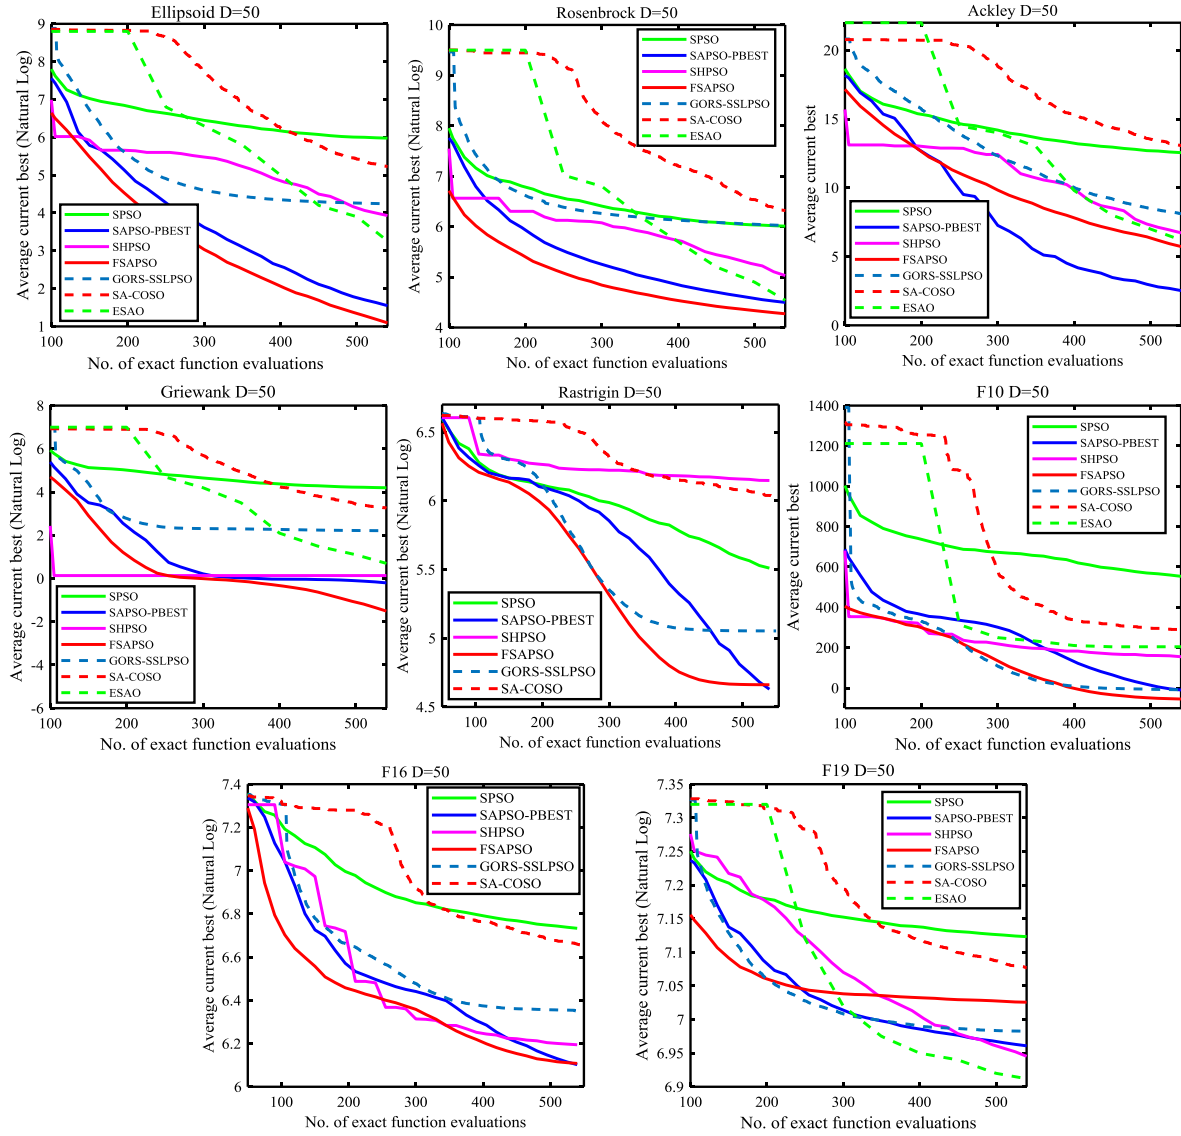 Ellipsoid D=50
Average current best (Natural Log)
9
8
7
6
5
4
3
2
1
SPSO
SAPSO-PBEST
SHPSO
FSAPSO
GORS-SSLPSO
SA-COSO
ESAO
100 200 300 400 500
No. of exact function evaluations
Rosenbrock D=50
Average current best (Natural Log)
10
9
8
7
6
5
4
SPSO
SAPSO-PBEST
SHPSO
FSAPSO
GORS-SSLPSO
SA-COSO
ESAO
100 200 300 400 500
No. of exact function evaluations
Ackley D=50
Average current best
20
15
10
5
0
SPSO
SAPSO-PBEST
SHPSO
FSAPSO
GORS-SSLPSO
SA-COSO
ESAO
100 200 300 400 500
No. of exact function evaluations
Griewank D=50
Average current best (Natural Log)
8
6
4
2
0
-2
-4
-6
SPSO
SAPSO-PBEST
SHPSO
FSAPSO
GORS-SSLPSO
SA-COSO
ESAO
100 200 300 400 500
No. of exact function evaluations
Rastrigin D=50
Average current best (Natural Log)
6.5
6
5.5
5
4.5
SPSO
SAPSO-PBEST
SHPSO
FSAPSO
GORS-SSLPSO
SA-COSO
100 200 300 400 500
No. of exact function evaluations
F10 D=50
Average current best
1400
1200
1000
800
600
400
200
0
SPSO
SAPSO-PBEST
SHPSO
FSAPSO
GORS-SSLPSO
SA-COSO
ESAO
100 200 300 400 500
No. of exact function evaluations
F16 D=50
Average current best (Natural Log)
7.4
7.2
7
6.8
6.6
6.4
6.2
6
SPSO
SAPSO-PBEST
SHPSO
FSAPSO
GORS-SSLPSO
SA-COSO
100 200 300 400 500
No. of exact function evaluations
F19 D=50
Average current best (Natural Log)
7.35
7.3
7.25
7.2
7.15
7.1
7.05
7
6.95
6.9
SPSO
SAPSO-PBEST
SHPSO
FSAPSO
GORS-SSLPSO
SA-COSO
ESAO
100 200 300 400 500
No. of exact function evaluations